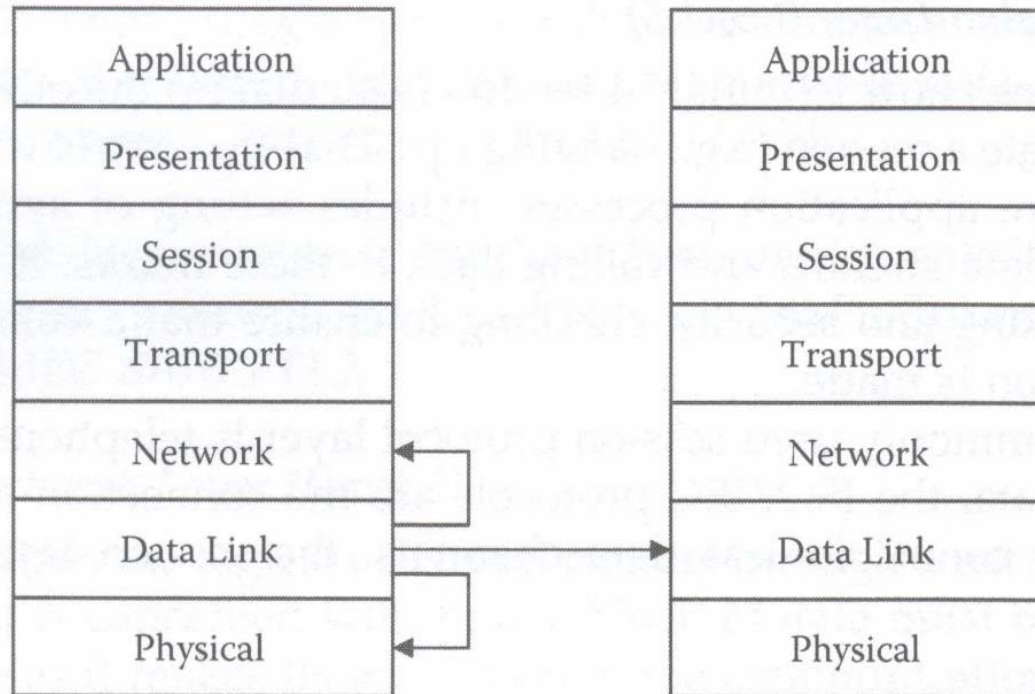 Application Application
Presentation Presentation
Session Session
Transport Transport
Network Network
Data Link Data Link
Physical Physical